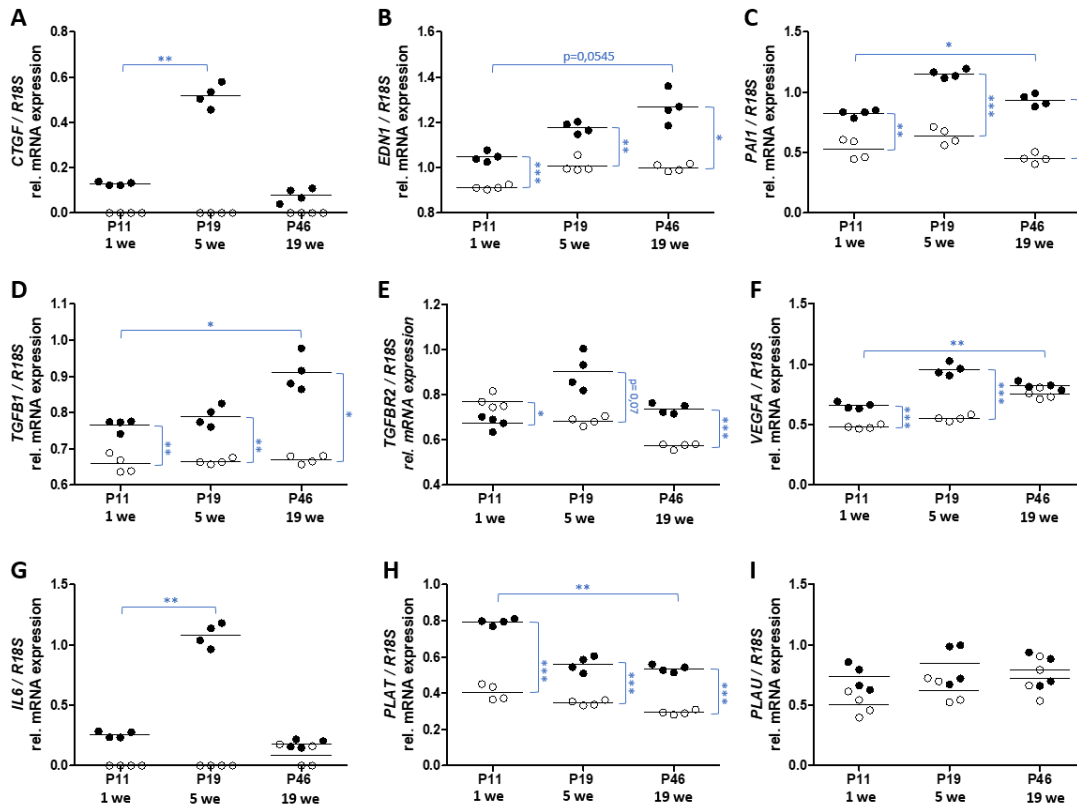 A
CTGF / R18S
rel. mRNA expression
0.8
0.6
0.4
0.2
0.0
**
P11 P19 P46
1 we 5 we 19 we
B
EDN1 / R18S
rel. mRNA expression
1.6
1.4
1.2
1.0
0.8
p=0,0545
***
**
*
P11 P19 P46
1 we 5 we 19 we
C
PAI1 / R18S
rel. mRNA expression
1.5
1.0
0.5
0.0
*
**
***
P11 P19 P46
1 we 5 we 19 we
D
TGFB1 / R18S
rel. mRNA expression
1.1
1.0
0.9
0.8
0.7
0.6
*
**
**
*
P11 P19 P46
1 we 5 we 19 we
E
TGFBR2 / R18S
rel. mRNA expression
1.2
1.0
0.8
0.6
0.4
*
p=0,07
***
P11 P19 P46
1 we 5 we 19 we
F
VEGFA / R18S
rel. mRNA expression
1.5
1.0
0.5
0.0
**
***
***
P11 P19 P46
1 we 5 we 19 we
G
IL6 / R18S
rel. mRNA expression
1.5
1.0
0.5
0.0
**
P11 P19 P46
1 we 5 we 19 we
H
PLAT / R18S
rel. mRNA expression
1.0
0.8
0.6
0.4
0.2
0.0
**
***
***
***
P11 P19 P46
1 we 5 we 19 we
I
PLAU / R18S
rel. mRNA expression
1.5
1.0
0.5
0.0
P11 P19 P46
1 we 5 we 19 we